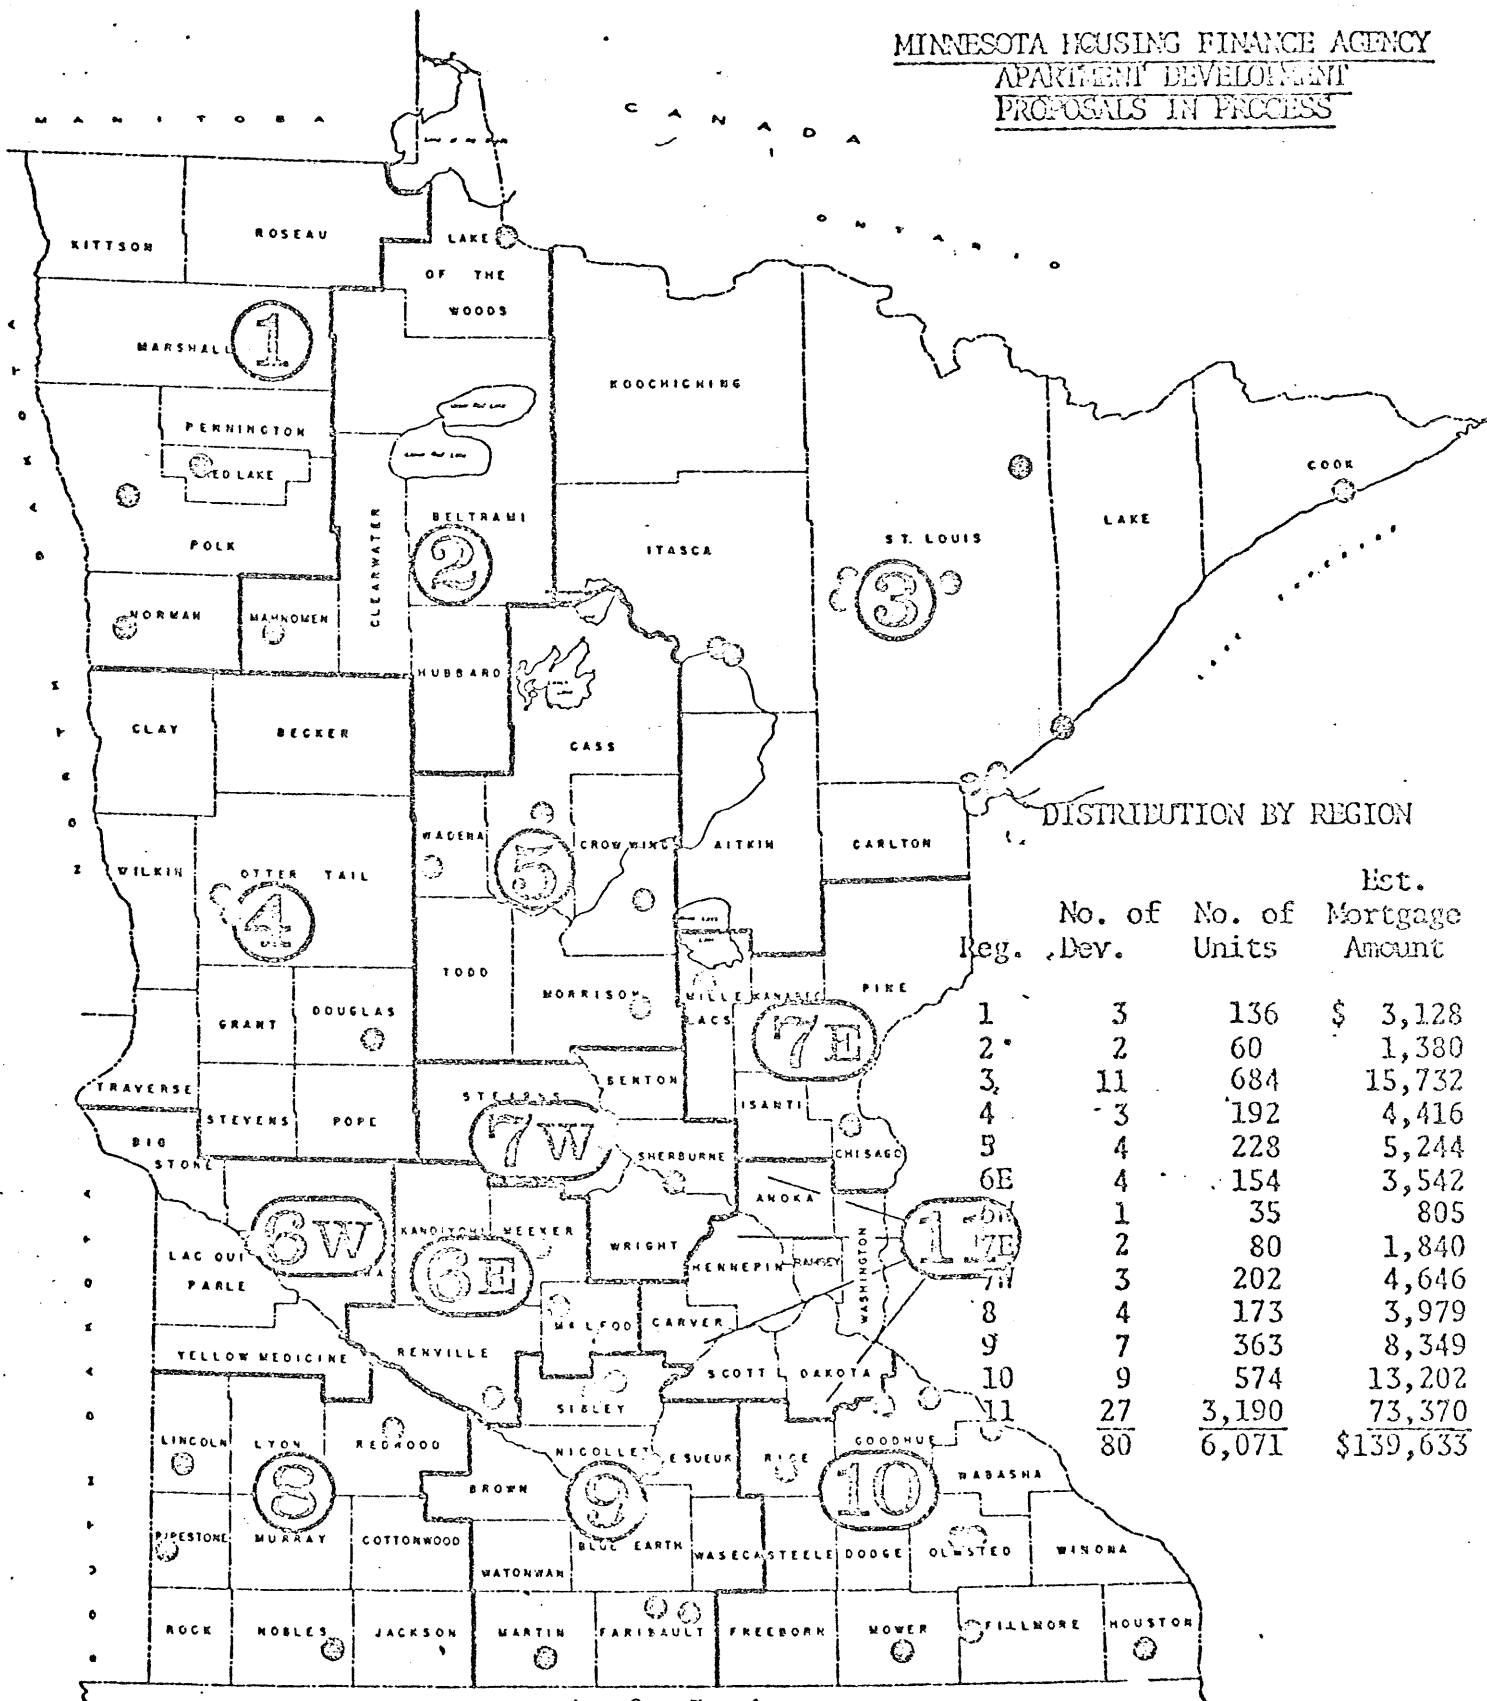 MINNESOTA HOUSING FINANCE AGENCY
APARTMENT DEVELOPMENT
PROPOSALS IN PROCESS
MANITOBA
CANADA
ONTARIO
KITTSON
ROSEAU
LAKE
OF THE
WOODS
MARSHALL
1
KOOCHICHING
PENNINGTON
RED LAKE
COOK
POLK
CLEARWATER
BELTRAMI
2
ITASCA
ST. LOUIS
3
LAKE
NORMAN
MAHNOMEN
HUBBARD
CLAY
BECKER
CASS
WADENA
5
CROW WING
AITKIN
CARLTON
WILKIN
OTTER TAIL
4
TODD
MORRISON
MILLE
LACS
KANABEC
PINE
7E
GRANT
DOUGLAS
TRAVERSE
STEVENS
POPE
STEARNS
BENTON
ISANTI
7W
BIG
STONE
SHERBURNE
CHISAGO
ANOKA
6W
KANDIYOHI
MEEKER
6E
WRIGHT
HENNEPIN
RAMSEY
WASHINGTON
11
LAC QUI
PARLE
McLEOD
CARVER
YELLOW MEDICINE
RENVILLE
SCOTT
DAKOTA
SIBLEY
LINCOLN
LYON
REDWOOD
NICOLLET
LE SUEUR
RICE
GOODHUE
WABASHA
8
BROWN
9
10
PIPESTONE
MURRAY
COTTONWOOD
WATONWAN
BLUE EARTH
WASECA
STEELE
DODGE
OLMSTED
WINONA
ROCK
NOBLES
JACKSON
MARTIN
FARIBAULT
FREEBORN
MOWER
FILLMORE
HOUSTON
DISTRIBUTION BY REGION
Est.
No. of No. of Mortgage
Reg. Dev. Units Amount
1 3 136 $ 3,128
2 2 60 1,380
3 11 684 15,732
4 3 192 4,416
5 4 228 5,244
6E 4 154 3,542
6W 1 35 805
7E 2 80 1,840
7W 3 202 4,646
8 4 173 3,979
9 7 363 8,349
10 9 574 13,202
11 27 3,190 73,370
80 6,071 $139,633